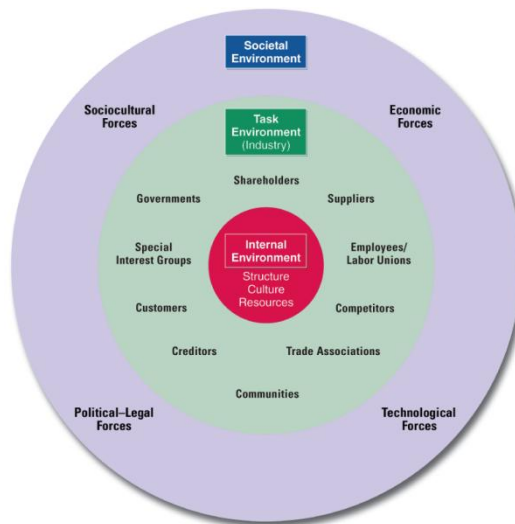 Societal
Environment
Sociocultural
Forces
Economic
Forces
Task
Environment
(Industry)
Shareholders
Governments
Suppliers
Special
Interest Groups
Internal
Environment
Structure
Culture
Resources
Employees/
Labor Unions
Customers
Competitors
Creditors
Trade Associations
Communities
Political–Legal
Forces
Technological
Forces